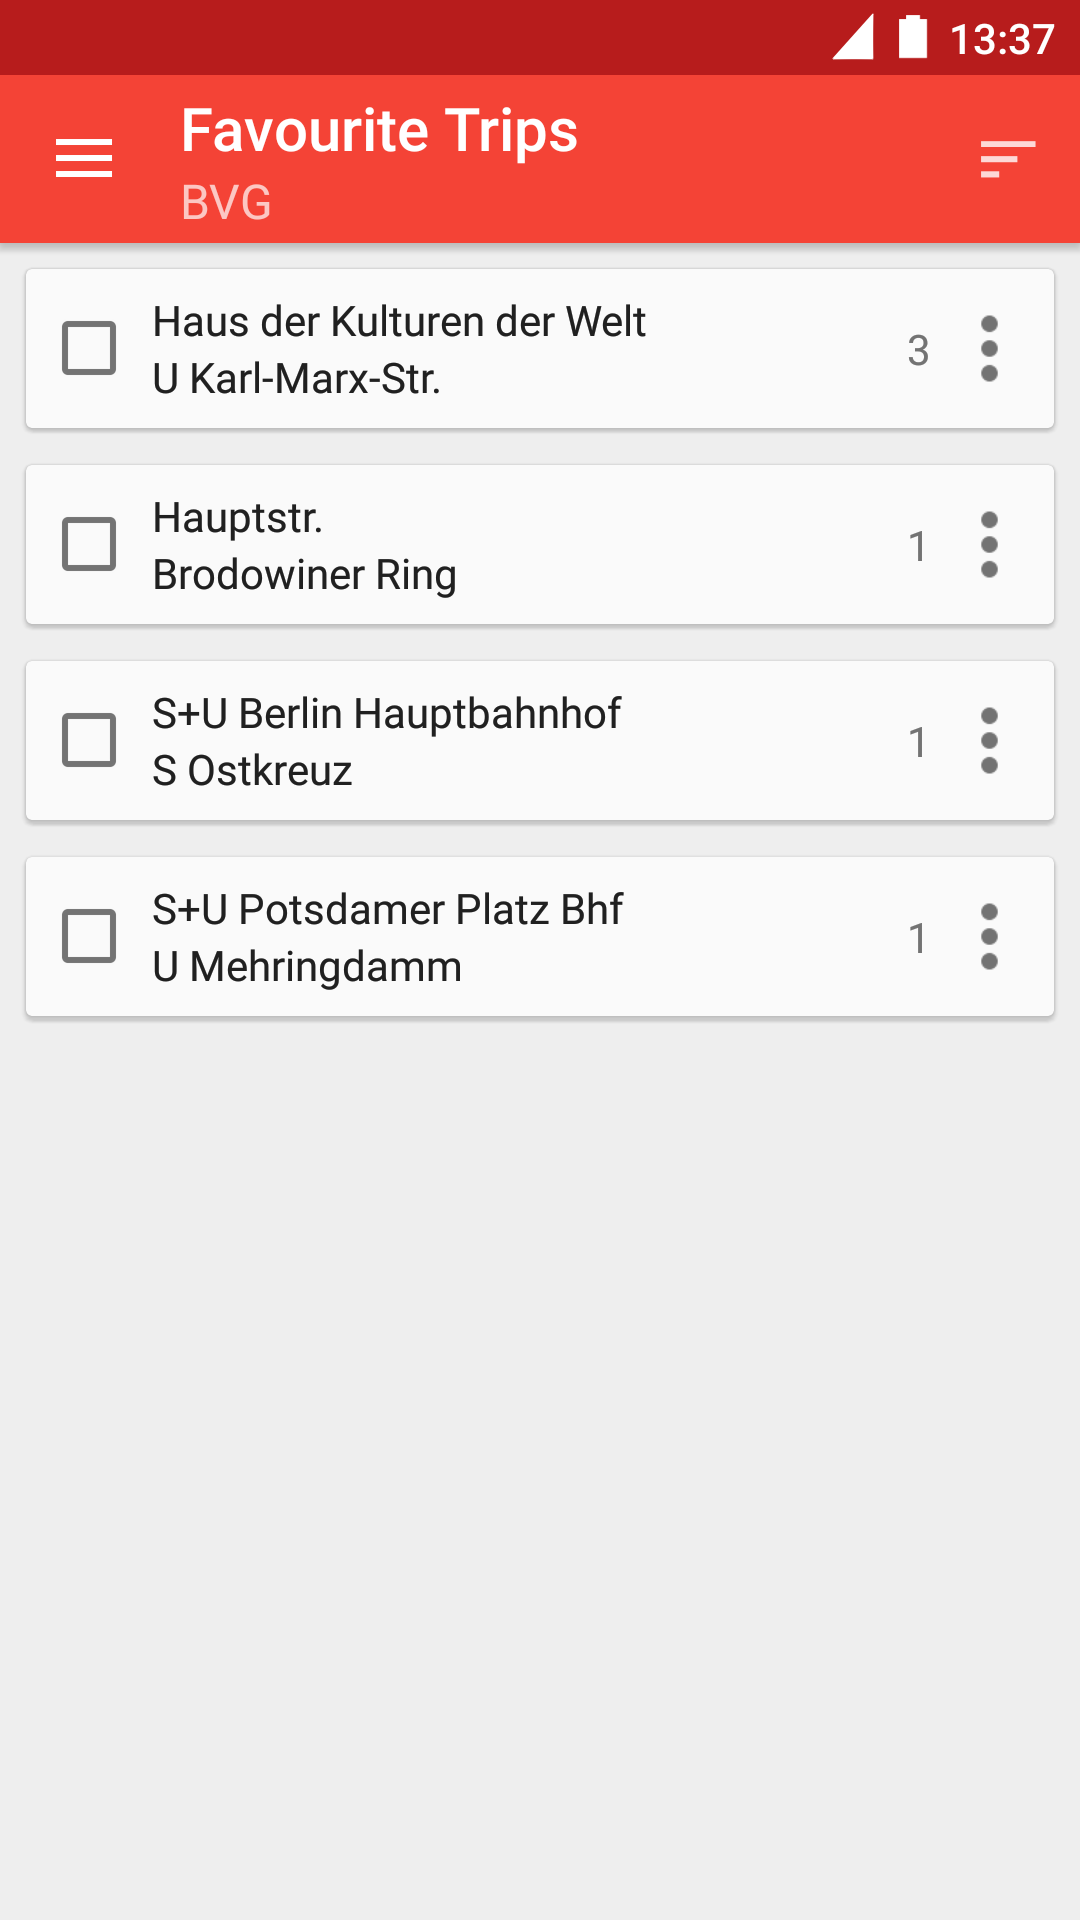 13:37
Favourite Trips
BVG
Haus der Kulturen der Welt
U Karl-Marx-Str.
3
Hauptstr.
Brodowiner Ring
1
S+U Berlin Hauptbahnhof
S Ostkreuz
1
S+U Potsdamer Platz Bhf
U Mehringdamm
1